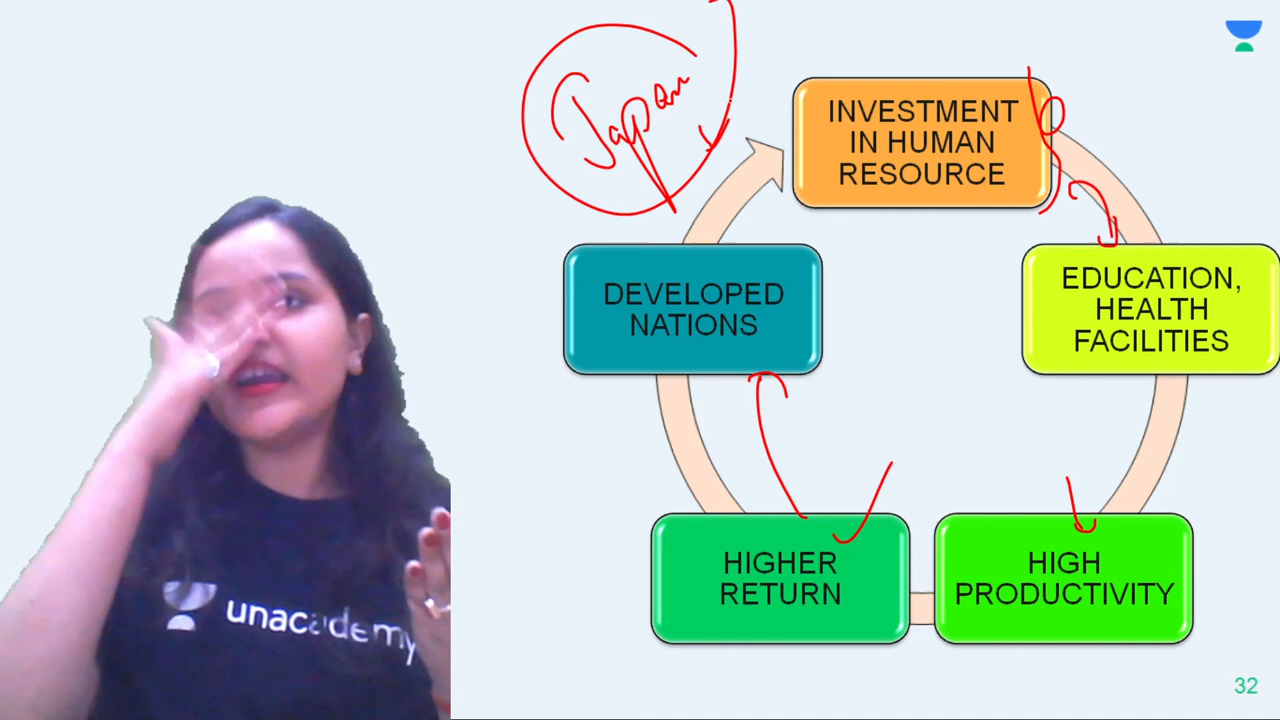 Japan
INVESTMENT
IN HUMAN
RESOURCE
EDUCATION,
HEALTH
FACILITIES
DEVELOPED
NATIONS
HIGHER
RETURN
HIGH
PRODUCTIVITY
unacademy
32